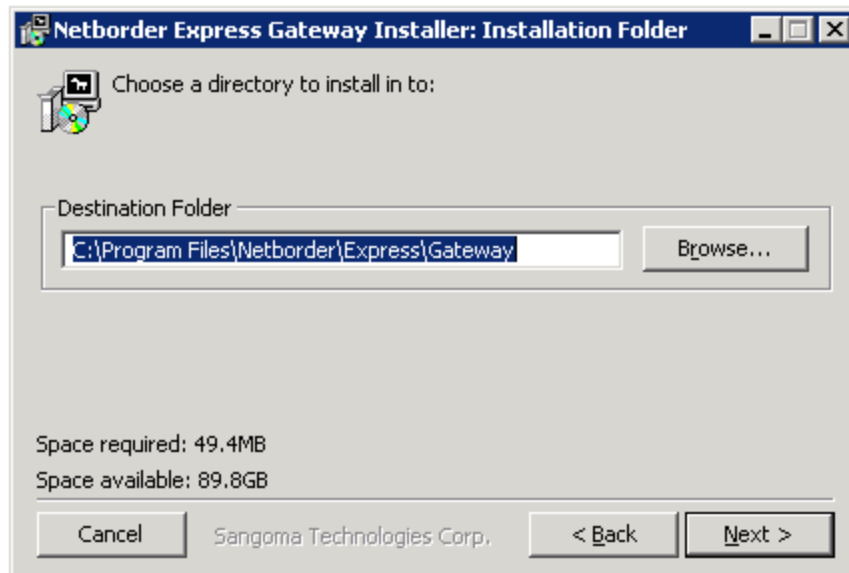 Netborder Express Gateway Installer: Installation Folder
Choose a directory to install in to:
Destination Folder
C:\Program Files\Netborder\Express\Gateway
Browse...
Space required: 49.4MB
Space available: 89.8GB
Cancel
Sangoma Technologies Corp.
< Back
Next >